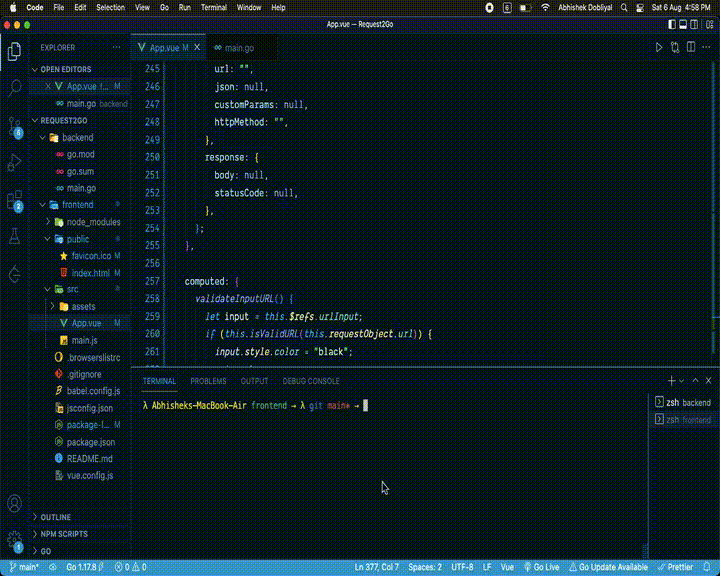 Code File Edit Selection View Go Run Terminal Window Help 6 Abhishek Dobliyal Sat 6 Aug 4:58 PM
App.vue — Request2Go
EXPLORER
OPEN EDITORS
App.vue f... M
main.go backend
REQUEST2GO
backend
go.mod
go.sum
main.go
frontend
node_modules
public
favicon.ico M
index.html M
src
assets
App.vue M
main.js
.browserslistrc
.gitignore
babel.config.js
jsconfig.json
package-l... M
package.json
README.md
vue.config.js
OUTLINE
NPM SCRIPTS
GO
5
2
1
App.vue M
main.go
245 url: "",
246 json: null,
247 customParams: null,
248 httpMethod: "",
249 },
250 response: {
251 body: null,
252 statusCode: null,
253 },
254 };
255 },
256
257 computed: {
258 validateInputURL() {
259 let input = this.$refs.urlInput;
260 if (this.isValidURL(this.requestObject.url)) {
261 input.style.color = "black";
TERMINAL PROBLEMS OUTPUT DEBUG CONSOLE
λ Abhisheks-MacBook-Air frontend → λ git main* →
zsh backend
zsh frontend
main* Go 1.17.8 0 0 Ln 377, Col 7 Spaces: 2 UTF-8 LF Vue Go Live Go Update Available Prettier